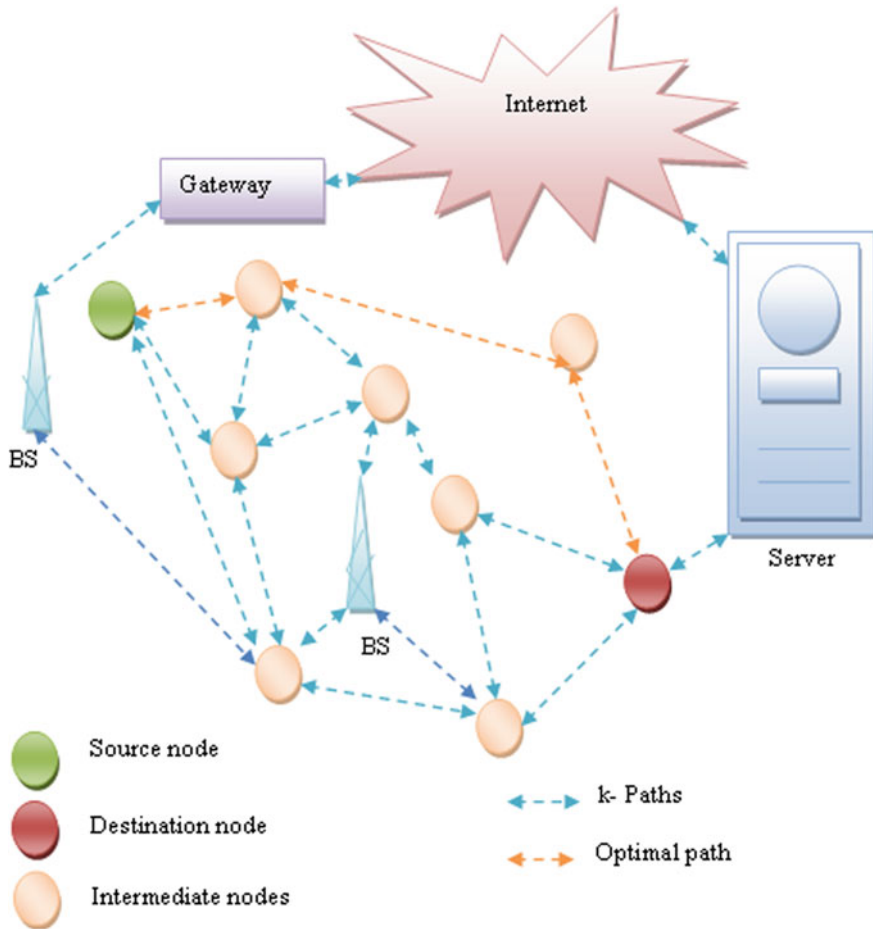 Internet
Gateway
BS
Server
BS
Source node
k- Paths
Destination node
Optimal path
Intermediate nodes